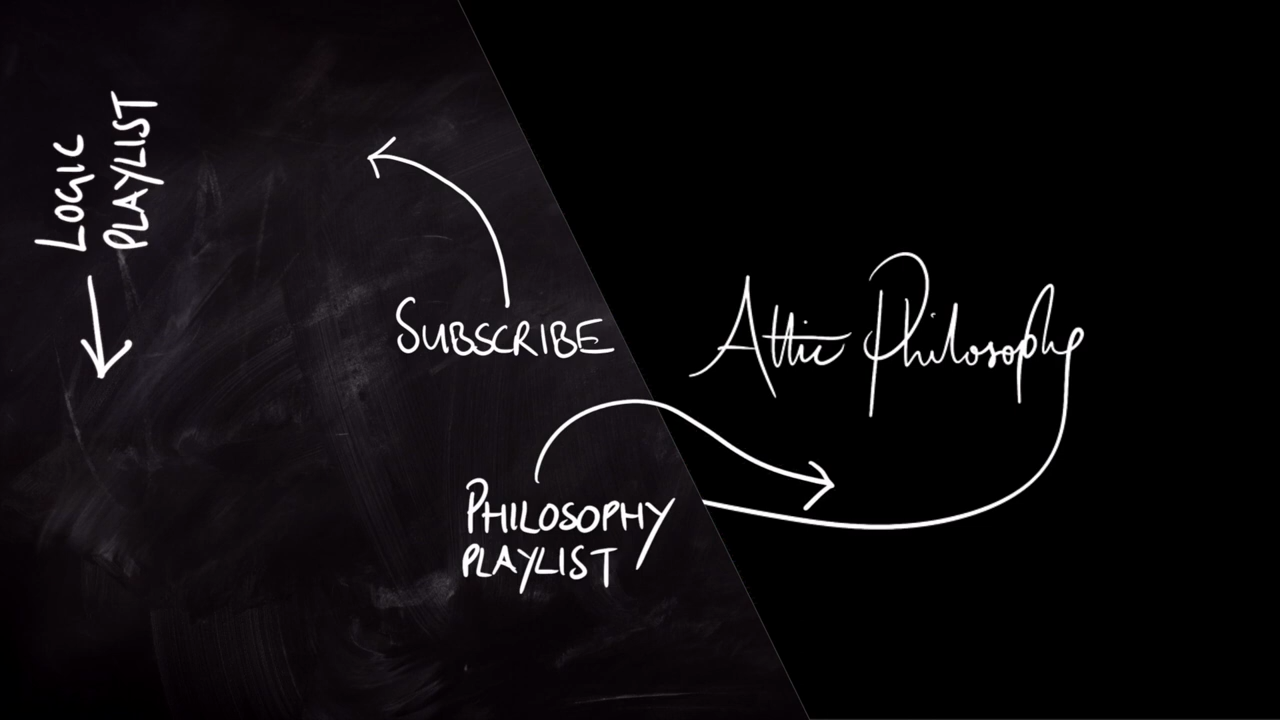 LOGIC
PLAYLIST
SUBSCRIBE
Attic Philosophy
PHILOSOPHY
PLAYLIST